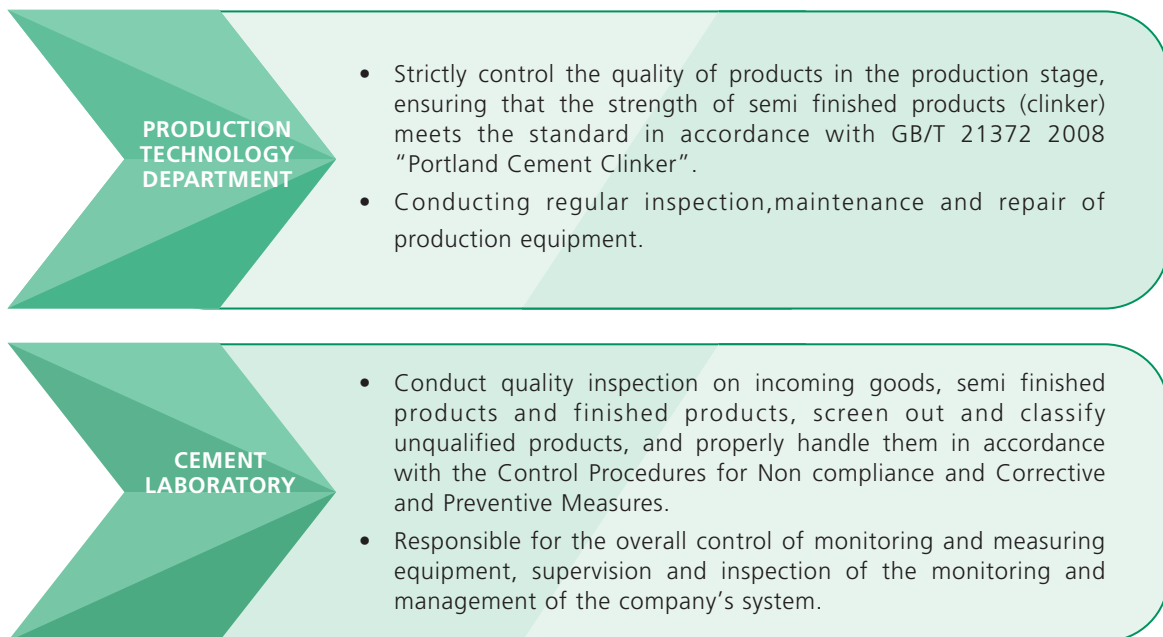 PRODUCTION
TECHNOLOGY
DEPARTMENT
• Strictly control the quality of products in the production stage,
ensuring that the strength of semi finished products (clinker)
meets the standard in accordance with GB/T 21372 2008
“Portland Cement Clinker”.
• Conducting regular inspection,maintenance and repair of
production equipment.
CEMENT
LABORATORY
• Conduct quality inspection on incoming goods, semi finished
products and finished products, screen out and classify
unqualified products, and properly handle them in accordance
with the Control Procedures for Non compliance and Corrective
and Preventive Measures.
• Responsible for the overall control of monitoring and measuring
equipment, supervision and inspection of the monitoring and
management of the company’s system.